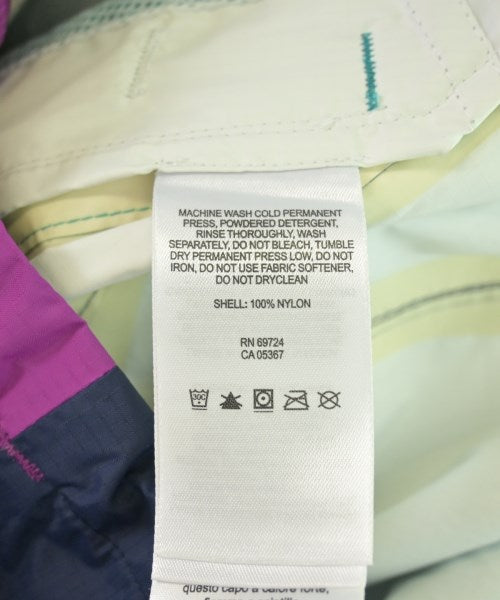 MACHINE WASH COLD PERMANENT
PRESS, POWDERED DETERGENT,
RINSE THOROUGHLY, WASH
SEPARATELY, DO NOT BLEACH, TUMBLE
DRY PERMANENT PRESS LOW, DO NOT
IRON, DO NOT USE FABRIC SOFTENER,
DO NOT DRYCLEAN
SHELL: 100% NYLON
RN 69724
CA 05367
30C
questo capo a calore forte,